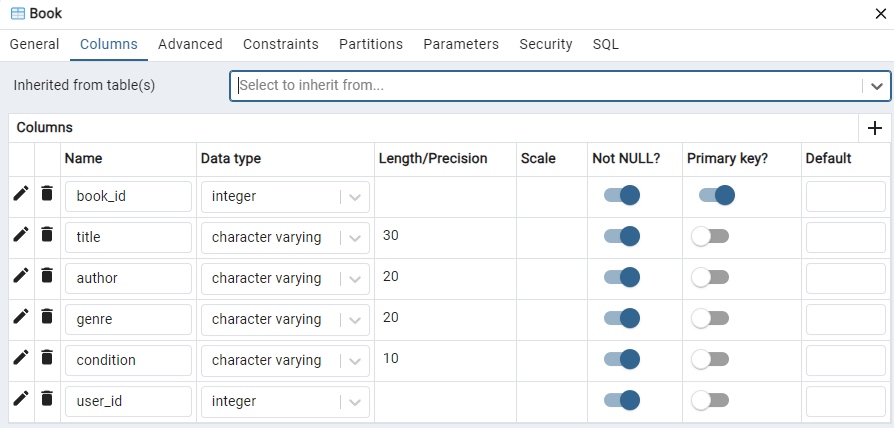 Book
General Columns Advanced Constraints Partitions Parameters Security SQL
Inherited from table(s) Select to inherit from...
Columns
Name Data type Length/Precision Scale Not NULL? Primary key? Default
book_id integer
title character varying 30
author character varying 20
genre character varying 20
condition character varying 10
user_id integer